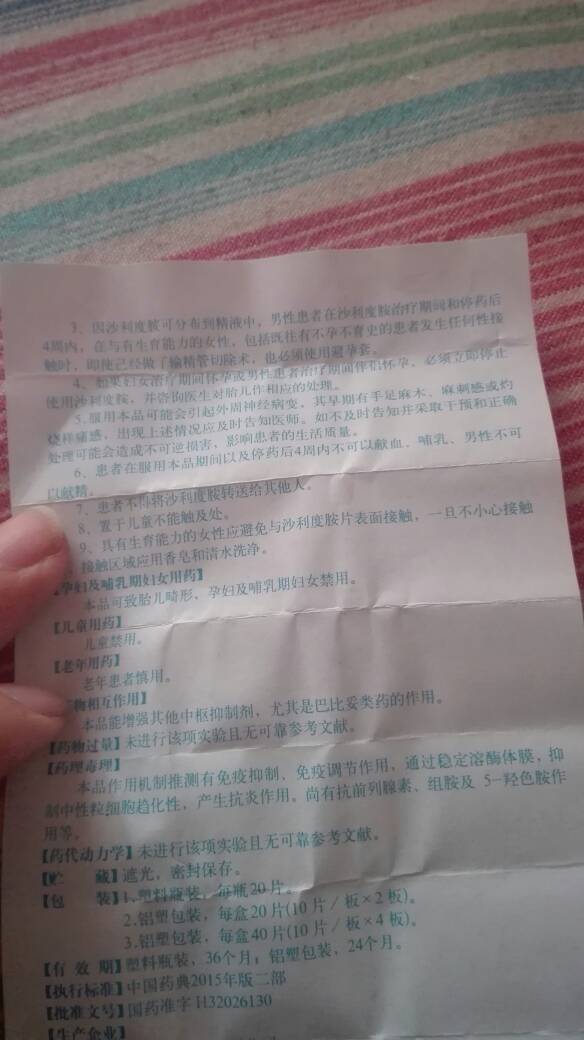 3、因沙利度胺可分布到精液中，男性患者在沙利度胺治疗期间和停药后
4周内，在与有生育能力的女性，包括既往有不孕不育史的患者发生任何性接
触时，即使已经做了输精管切除术，也必须使用避孕套。
4、如果妇女治疗期间怀孕或男性患者治疗期间伴侣怀孕，必须立即停止
使用沙利度胺，并咨询医生对胎儿作相应的处理。
5、服用本品可能会引起外周神经病变，其早期有手足麻木、麻刺感或灼
烧样痛感，出现上述情况应及时告知医师。如不及时告知并采取干预和正确
处理可能会造成不可逆损害，影响患者的生活质量。
6、患者在服用本品期间以及停药后4周内不可以献血、哺乳、男性不可
以献精。
7、患者不得将沙利度胺转送给其他人。
8、置于儿童不能触及处。
9、具有生育能力的女性应避免与沙利度胺片表面接触，一旦不小心接触
接触区域应用香皂和清水洗净。
【孕妇及哺乳期妇女用药】
本品可致胎儿畸形，孕妇及哺乳期妇女禁用。
【儿童用药】
儿童禁用。
【老年用药】
老年患者慎用。
物相互作用】
本品能增强其他中枢抑制剂，尤其是巴比妥类药的作用。
【药物过量】未进行该项实验且无可靠参考文献。
【药理毒理】
本品作用机制推测有免疫抑制、免疫调节作用，通过稳定溶酶体膜，抑
制中性粒细胞趋化性，产生抗炎作用。尚有抗前列腺素、组胺及 5-羟色胺作
用等。
【药代动力学】未进行该项实验且无可靠参考文献。
【贮 藏】遮光，密封保存。
【包 装】1.塑料瓶装，每瓶20片。
2.铝塑包装，每盒20片(10片／板×2板)。
3.铝塑包装，每盒40片(10片／板×4板)。
【有 效 期】塑料瓶装，36个月；铝塑包装，24个月。
【执行标准】中国药典2015年版二部
【批准文号】国药准字H32026130
【生产企业】